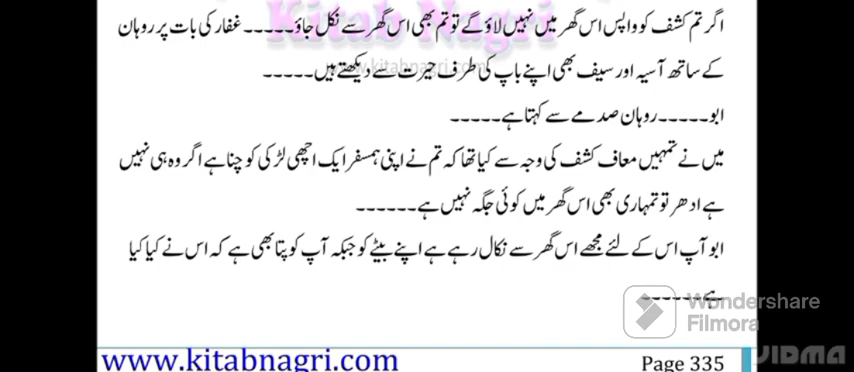 Kitab Nagri
اگر تم کشف کو واپس اس گھر میں نہیں لاؤ گے تو تم بھی اس گھر سے نکل جاؤ۔۔۔۔۔ غفار کی بات پر روہان
کے ساتھ آسیہ اور سیف بھی اپنے باپ کی طرف حیرت سے دیکھتے ہیں۔۔۔۔۔
www.kitabnagri.com
ابو۔۔۔۔۔ روہان صدمے سے کہتا ہے۔۔۔۔۔
میں نے تمہیں معاف کشف کی وجہ سے کیا تھا کہ تم نے اپنی ہمسفر ایک اچھی لڑکی کو چنا ہے اگر وہ ہی نہیں
ہے ادھر تو تمہاری بھی اس گھر میں کوئی جگہ نہیں ہے۔۔۔۔۔۔
ابو آپ اس کے لئے مجھے اس گھر سے نکال رہے ہے اپنے بیٹے کو جبکہ آپ کو پتا بھی ہے کہ اس نے کیا کیا
ہے۔۔۔۔۔۔
Wondershare
Filmora
www.kitabnagri.com
Page 335
VIDMA